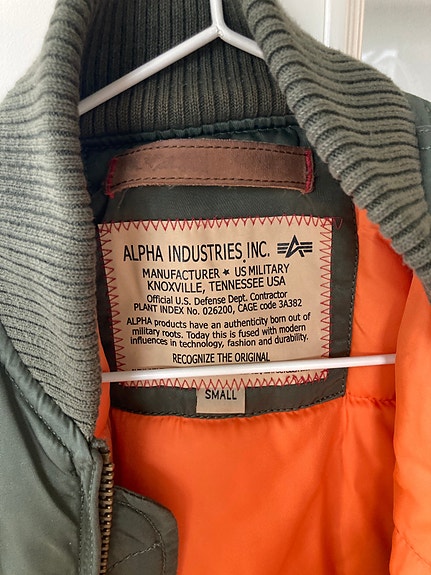 ALPHA INDUSTRIES, INC.
MANUFACTURER ★ US MILITARY
KNOXVILLE, TENNESSEE USA
Official U.S. Defense Dept. Contractor
PLANT INDEX No. 026200, CAGE code 3A382
ALPHA products have an authenticity born out of
military roots. Today this is fused with modern
influences in technology, fashion and durability.
RECOGNIZE THE ORIGINAL
SMALL